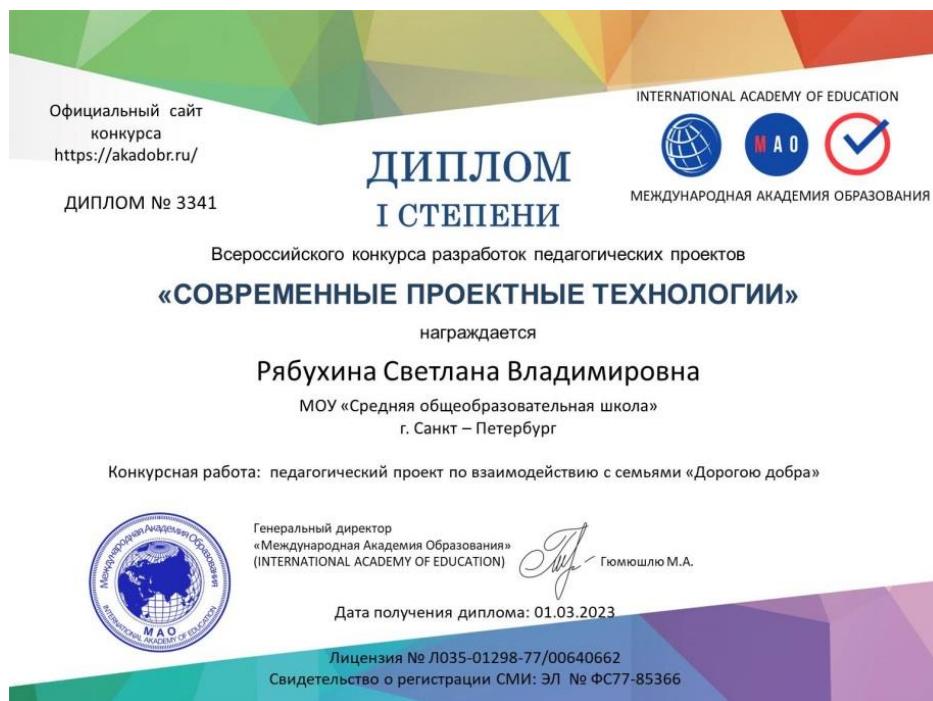 Официальный сайт
конкурса
https://akadobr.ru/
ДИПЛОМ № 3341
INTERNATIONAL ACADEMY OF EDUCATION
МАО
МЕЖДУНАРОДНАЯ АКАДЕМИЯ ОБРАЗОВАНИЯ
ДИПЛОМ
I СТЕПЕНИ
Всероссийского конкурса разработок педагогических проектов
«СОВРЕМЕННЫЕ ПРОЕКТНЫЕ ТЕХНОЛОГИИ»
награждается
Рябухина Светлана Владимировна
МОУ «Средняя общеобразовательная школа»
г. Санкт – Петербург
Конкурсная работа: педагогический проект по взаимодействию с семьями «Дорогою добра»
Международная Академия Образования
МАО
INTERNATIONAL ACADEMY OF EDUCATION
Генеральный директор
«Международная Академия Образования»
(INTERNATIONAL ACADEMY OF EDUCATION)
Гюмюшлю М.А.
Дата получения диплома: 01.03.2023
Лицензия № Л035-01298-77/00640662
Свидетельство о регистрации СМИ: ЭЛ № ФС77-85366